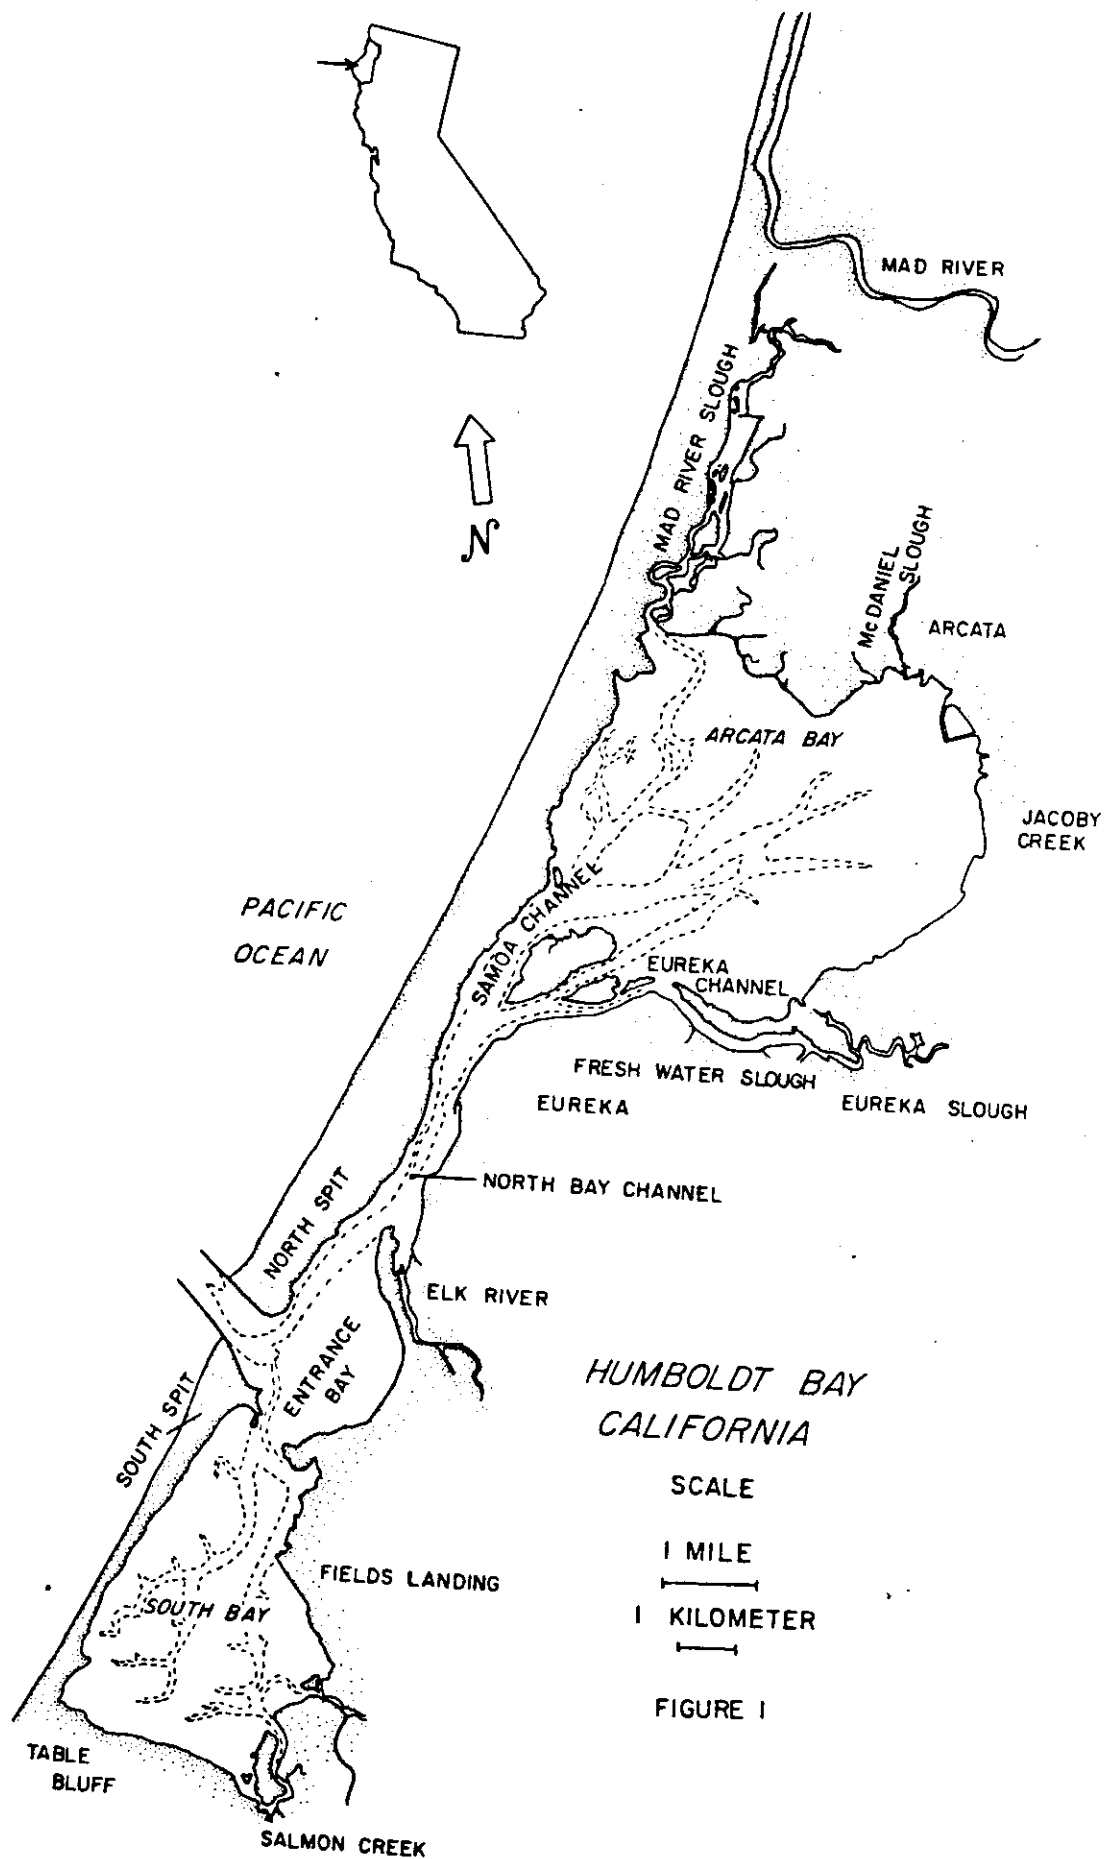 MAD RIVER
MAD RIVER SLOUGH
N
McDANIEL
SLOUGH
ARCATA
ARCATA BAY
JACOBY
CREEK
PACIFIC
OCEAN
SAMOA CHANNEL
EUREKA
CHANNEL
FRESH WATER SLOUGH
EUREKA
EUREKA SLOUGH
NORTH BAY CHANNEL
NORTH SPIT
ELK RIVER
ENTRANCE
BAY
SOUTH SPIT
HUMBOLDT BAY
CALIFORNIA
SCALE
1 MILE
1 KILOMETER
FIGURE 1
FIELDS LANDING
SOUTH BAY
TABLE
BLUFF
SALMON CREEK